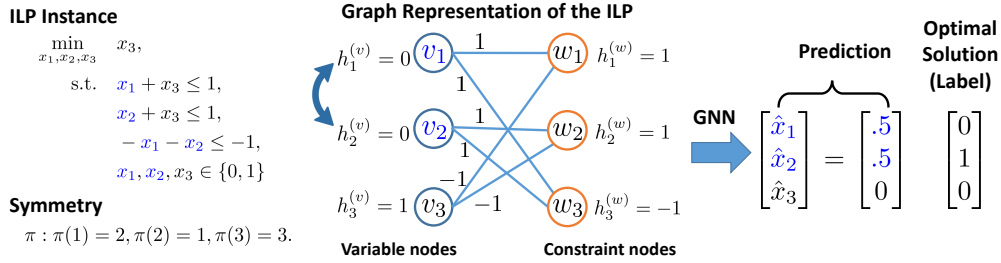 ILP Instance
min x₃,
x₁,x₂,x₃
s.t. x₁ + x₃ ≤ 1,
x₂ + x₃ ≤ 1,
− x₁ − x₂ ≤ −1,
x₁, x₂, x₃ ∈ {0, 1}
Symmetry
π : π(1) = 2, π(2) = 1, π(3) = 3.
Graph Representation of the ILP
h₁⁽ᵛ⁾ = 0 v₁ 1 w₁ h₁⁽ʷ⁾ = 1
1
h₂⁽ᵛ⁾ = 0 v₂ 1 w₂ h₂⁽ʷ⁾ = 1
1
−1
h₃⁽ᵛ⁾ = 1 v₃ −1 w₃ h₃⁽ʷ⁾ = −1
Variable nodes Constraint nodes
GNN
Prediction
x̂₁ .5
x̂₂ = .5
x̂₃ 0
Optimal
Solution
(Label)
0
1
0